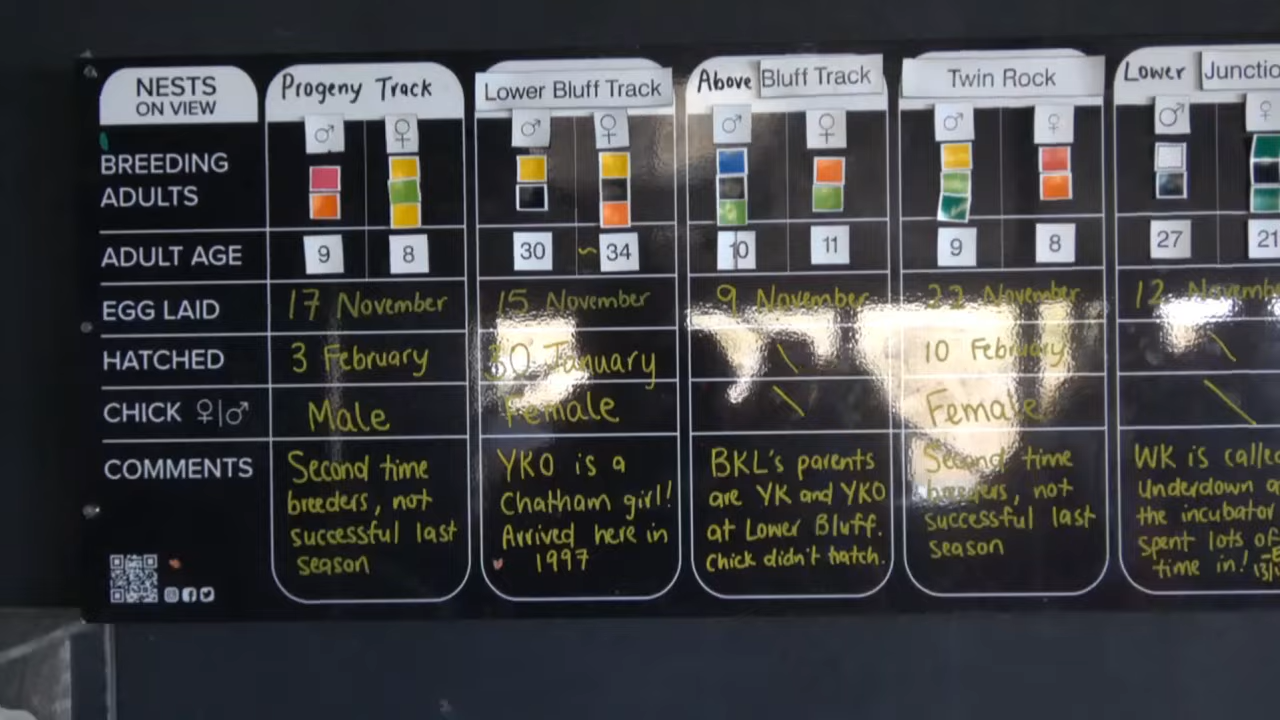 NESTS
ON VIEW
Progeny Track
Lower Bluff Track
Above Bluff Track
Twin Rock
Lower Junctio
♂ ♀ ♂ ♀ ♂ ♀ ♂ ♀ ♂ ♀
BREEDING
ADULTS
ADULT AGE 9 8 30 ~34 10 11 9 8 27 21
EGG LAID 17 November 15 November 9 November November 12 Novemb
HATCHED 3 February 30 January \ 10 February \
CHICK ♀|♂ Male Female \ Female \
COMMENTS
Second time
breeders, not
successful last
season
YKO is a
Chatham girl!
Arrived here in
1997
BKL's parents
are YK and YKO
at Lower Bluff.
chick didn't hatch.
Second time
breeders, not
successful last
season
WK is calle
Underdown a
the incubator
spent lots of
time in!